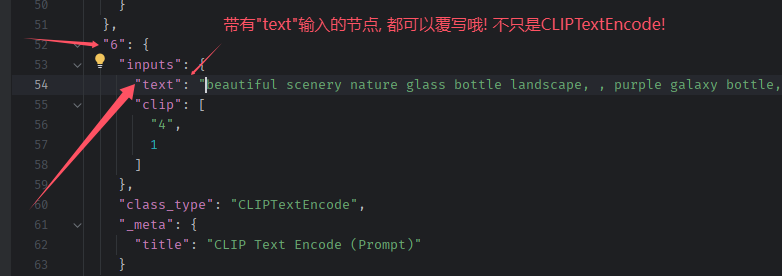 50 }
51 },
带有"text"输入的节点, 都可以覆写哦! 不只是CLIPTextEncode!
52 "6": {
53 "inputs": {
54 "text": "beautiful scenery nature glass bottle landscape, , purple galaxy bottle,
55 "clip": [
56 "4",
57 1
58 ]
59 },
60 "class_type": "CLIPTextEncode",
61 "_meta": {
62 "title": "CLIP Text Encode (Prompt)"
63 }